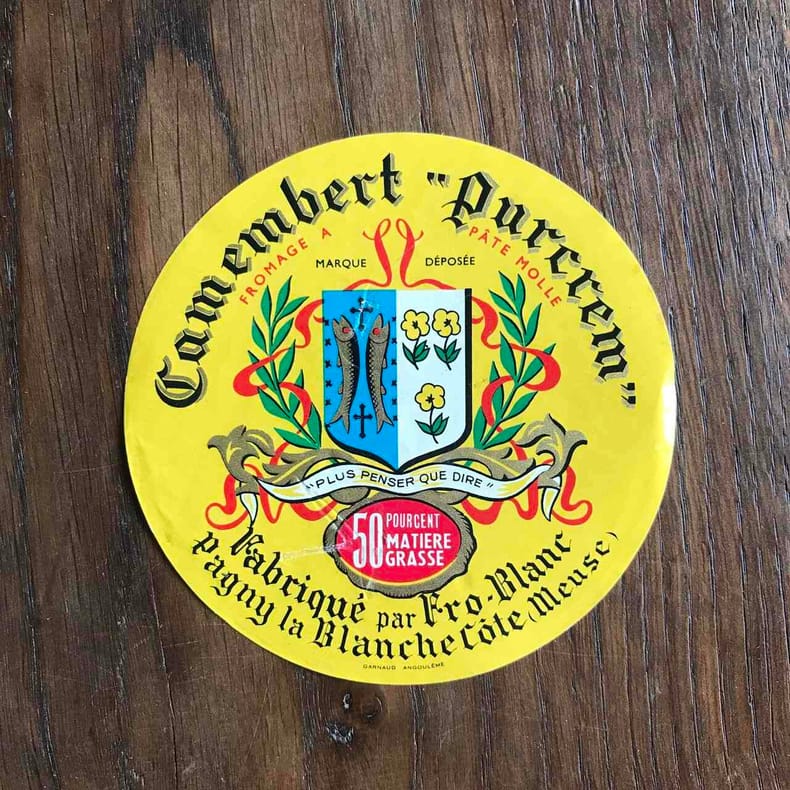 Camembert "Purcrem"
FROMAGE A PÂTE MOLLE
MARQUE DÉPOSÉE
"PLUS PENSER QUE DIRE"
50 POURCENT
MATIERE
GRASSE
Fabriqué par Fro-Blanc
Pagny la Blanche Côte (Meuse)
GARNAUD ANGOULÊME